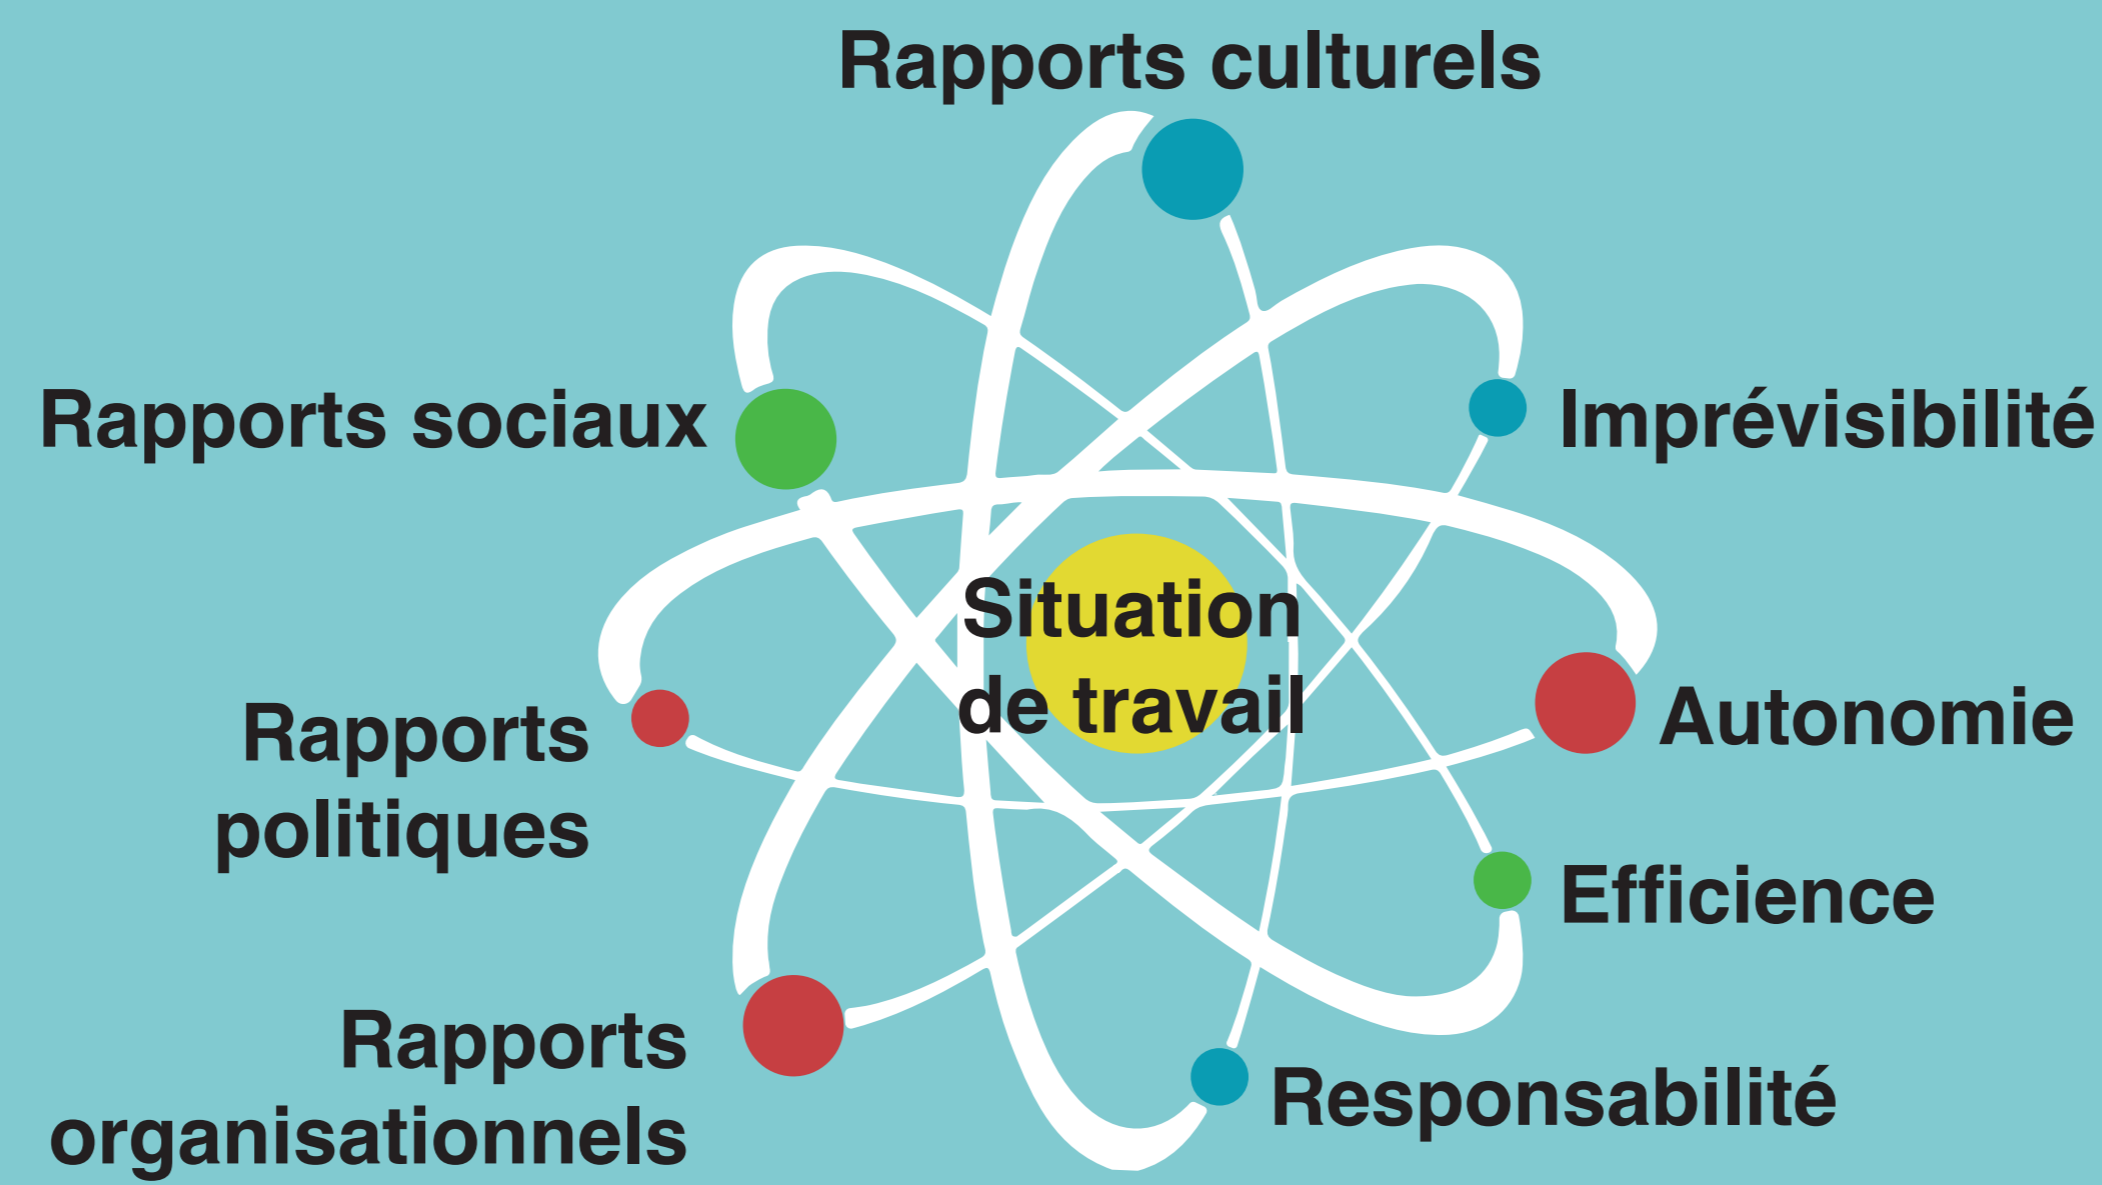 Rapports culturels
Rapports sociaux
Imprévisibilité
Situation
de travail
Rapports
politiques
Autonomie
Efficience
Rapports
organisationnels
Responsabilité